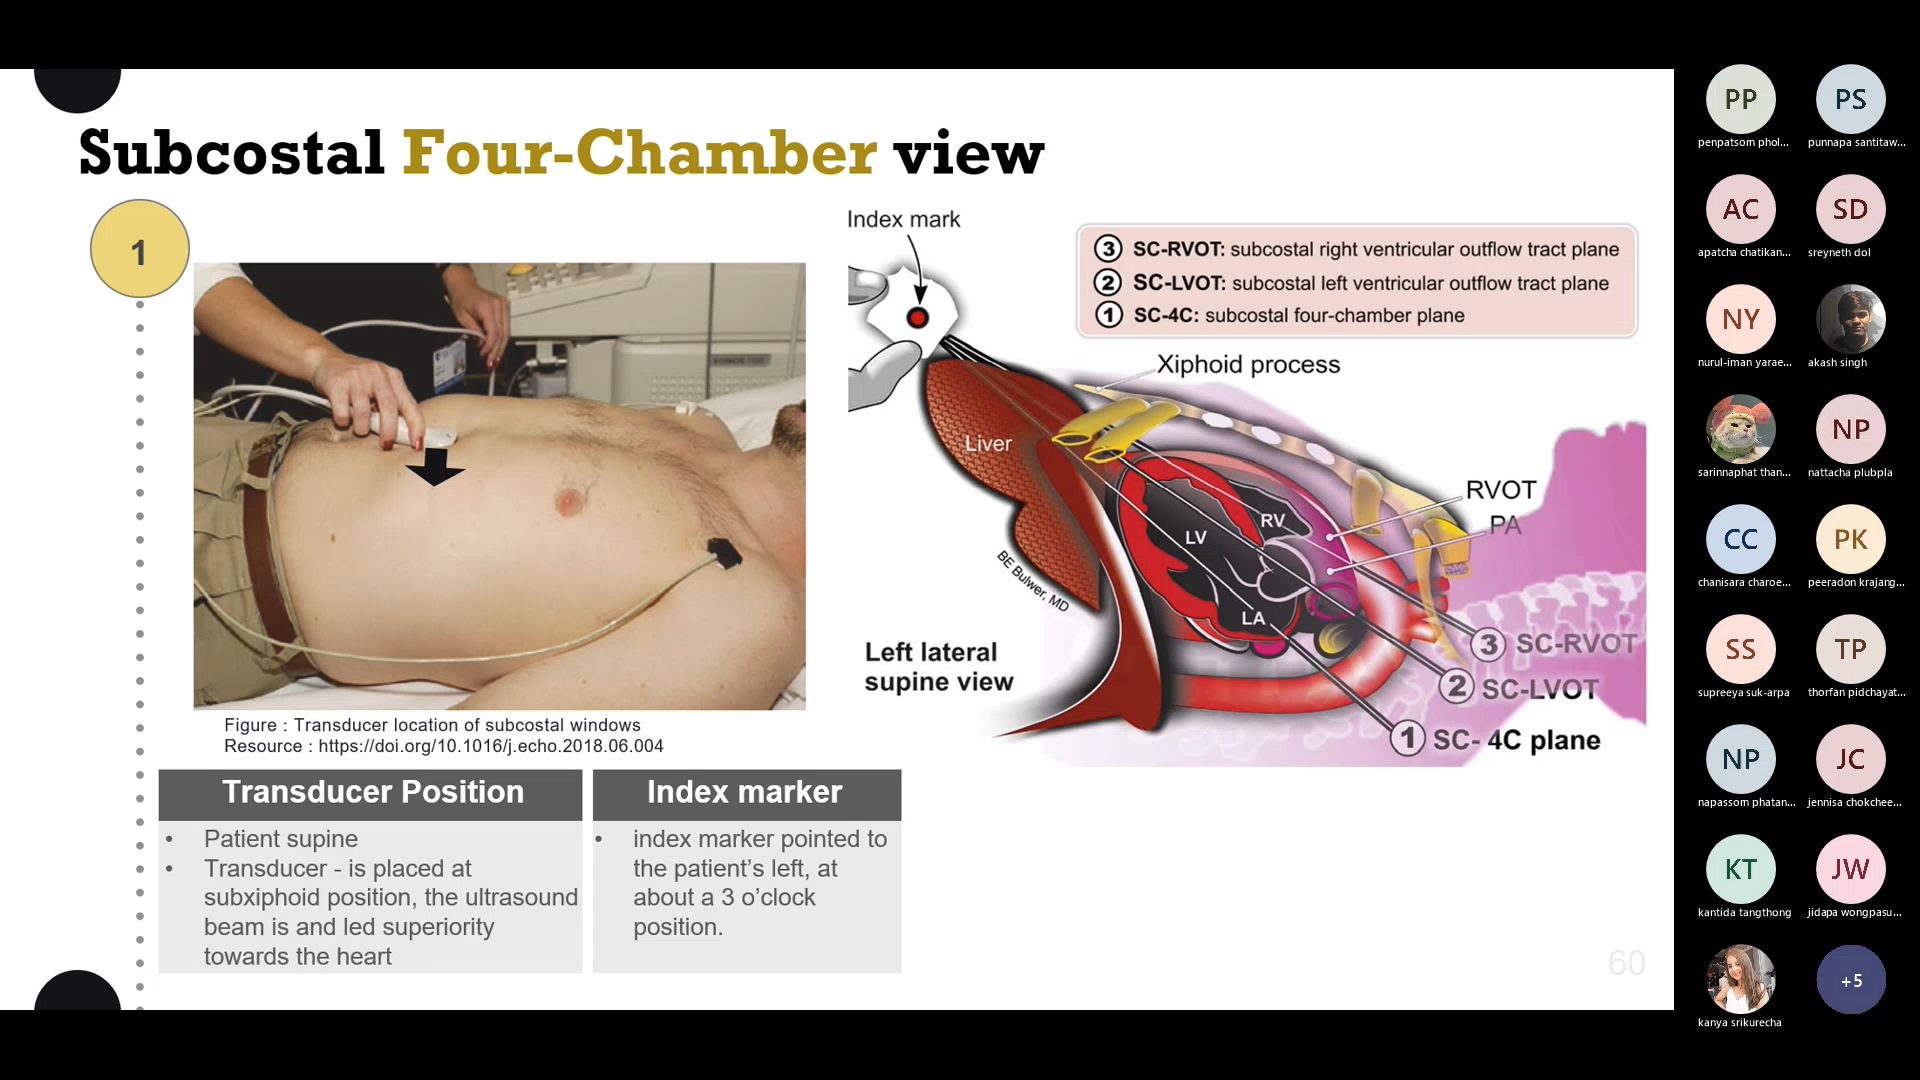 Subcostal Four-Chamber view
1
Index mark
3 SC-RVOT: subcostal right ventricular outflow tract plane
2 SC-LVOT: subcostal left ventricular outflow tract plane
1 SC-4C: subcostal four-chamber plane
Xiphoid process
Liver
RVOT
PA
RV
LV
LA
BE Bulwer, MD
Left lateral
supine view
3 SC-RVOT
2 SC-LVOT
1 SC- 4C plane
Figure : Transducer location of subcostal windows
Resource : https://doi.org/10.1016/j.echo.2018.06.004
Transducer Position
• Patient supine
• Transducer - is placed at
subxiphoid position, the ultrasound
beam is and led superiority
towards the heart
Index marker
• index marker pointed to
the patient’s left, at
about a 3 o’clock
position.
60
PP
penpatsorn phol...
PS
punnapa santitaw...
AC
apatcha chatikan...
SD
sreyneth dol
NY
nurul-iman yarae...
akash singh
sarinnaphat than...
NP
nattacha plubpla
CC
chanisara charoe...
PK
peeradon krajang...
SS
supreeya suk-arpa
TP
thorfan pidchayat...
NP
napassorn phatan...
JC
jennisa chokchee...
KT
kantida tangthong
JW
jidapa wongpasu...
kanya srikurecha
+5